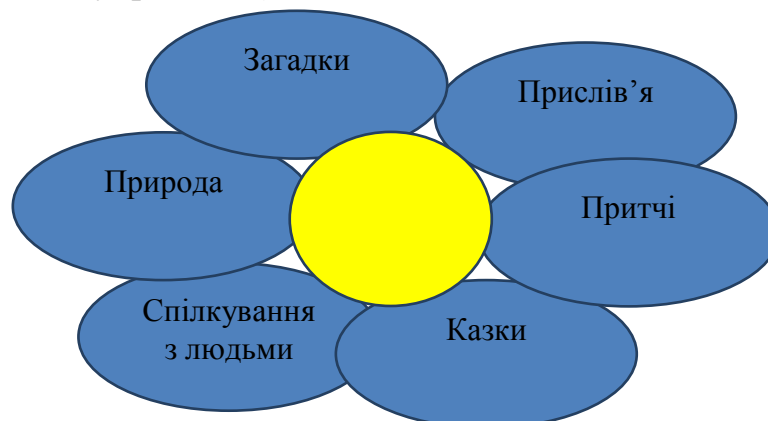 Загадки
Прислів’я
Природа
Притчі
Спілкування
з людьми
Казки